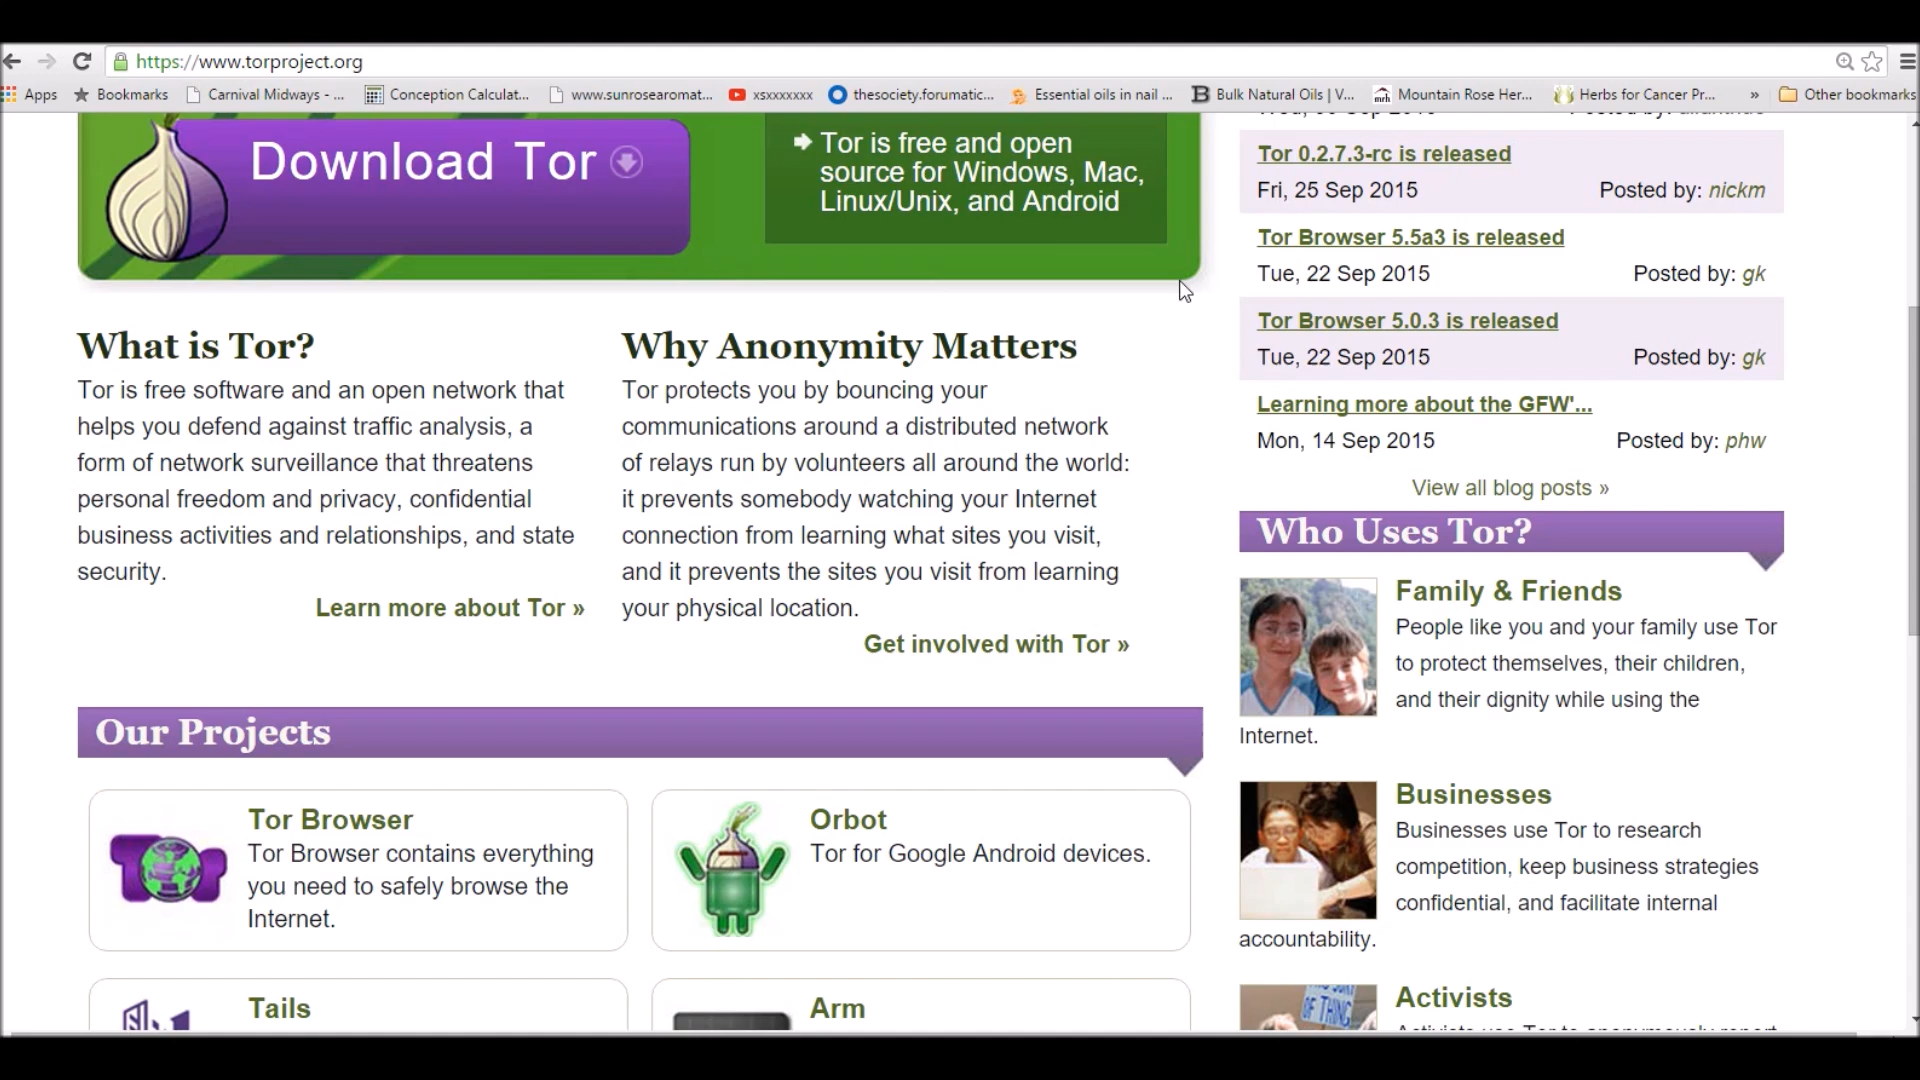 https://www.torproject.org
Apps
Bookmarks
Carnival Midways - ...
Conception Calculat...
www.sunrosearomat...
xsxxxxxxx
thesociety.forumatic...
Essential oils in nail ...
Bulk Natural Oils | V...
mrh
Mountain Rose Her...
Herbs for Cancer Pr...
»
Other bookmarks
Download Tor
Tor is free and open
source for Windows, Mac,
Linux/Unix, and Android
What is Tor?
Tor is free software and an open network that
helps you defend against traffic analysis, a
form of network surveillance that threatens
personal freedom and privacy, confidential
business activities and relationships, and state
security.
Learn more about Tor »
Why Anonymity Matters
Tor protects you by bouncing your
communications around a distributed network
of relays run by volunteers all around the world:
it prevents somebody watching your Internet
connection from learning what sites you visit,
and it prevents the sites you visit from learning
your physical location.
Get involved with Tor »
Our Projects
Tor
Tor Browser
Tor Browser contains everything
you need to safely browse the
Internet.
Orbot
Tor for Google Android devices.
Tails
Arm
Tor 0.2.7.3-rc is released
Fri, 25 Sep 2015 Posted by: nickm
Tor Browser 5.5a3 is released
Tue, 22 Sep 2015 Posted by: gk
Tor Browser 5.0.3 is released
Tue, 22 Sep 2015 Posted by: gk
Learning more about the GFW'...
Mon, 14 Sep 2015 Posted by: phw
View all blog posts »
Who Uses Tor?
Family & Friends
People like you and your family use Tor
to protect themselves, their children,
and their dignity while using the
Internet.
Businesses
Businesses use Tor to research
competition, keep business strategies
confidential, and facilitate internal
accountability.
Activists
OF THING